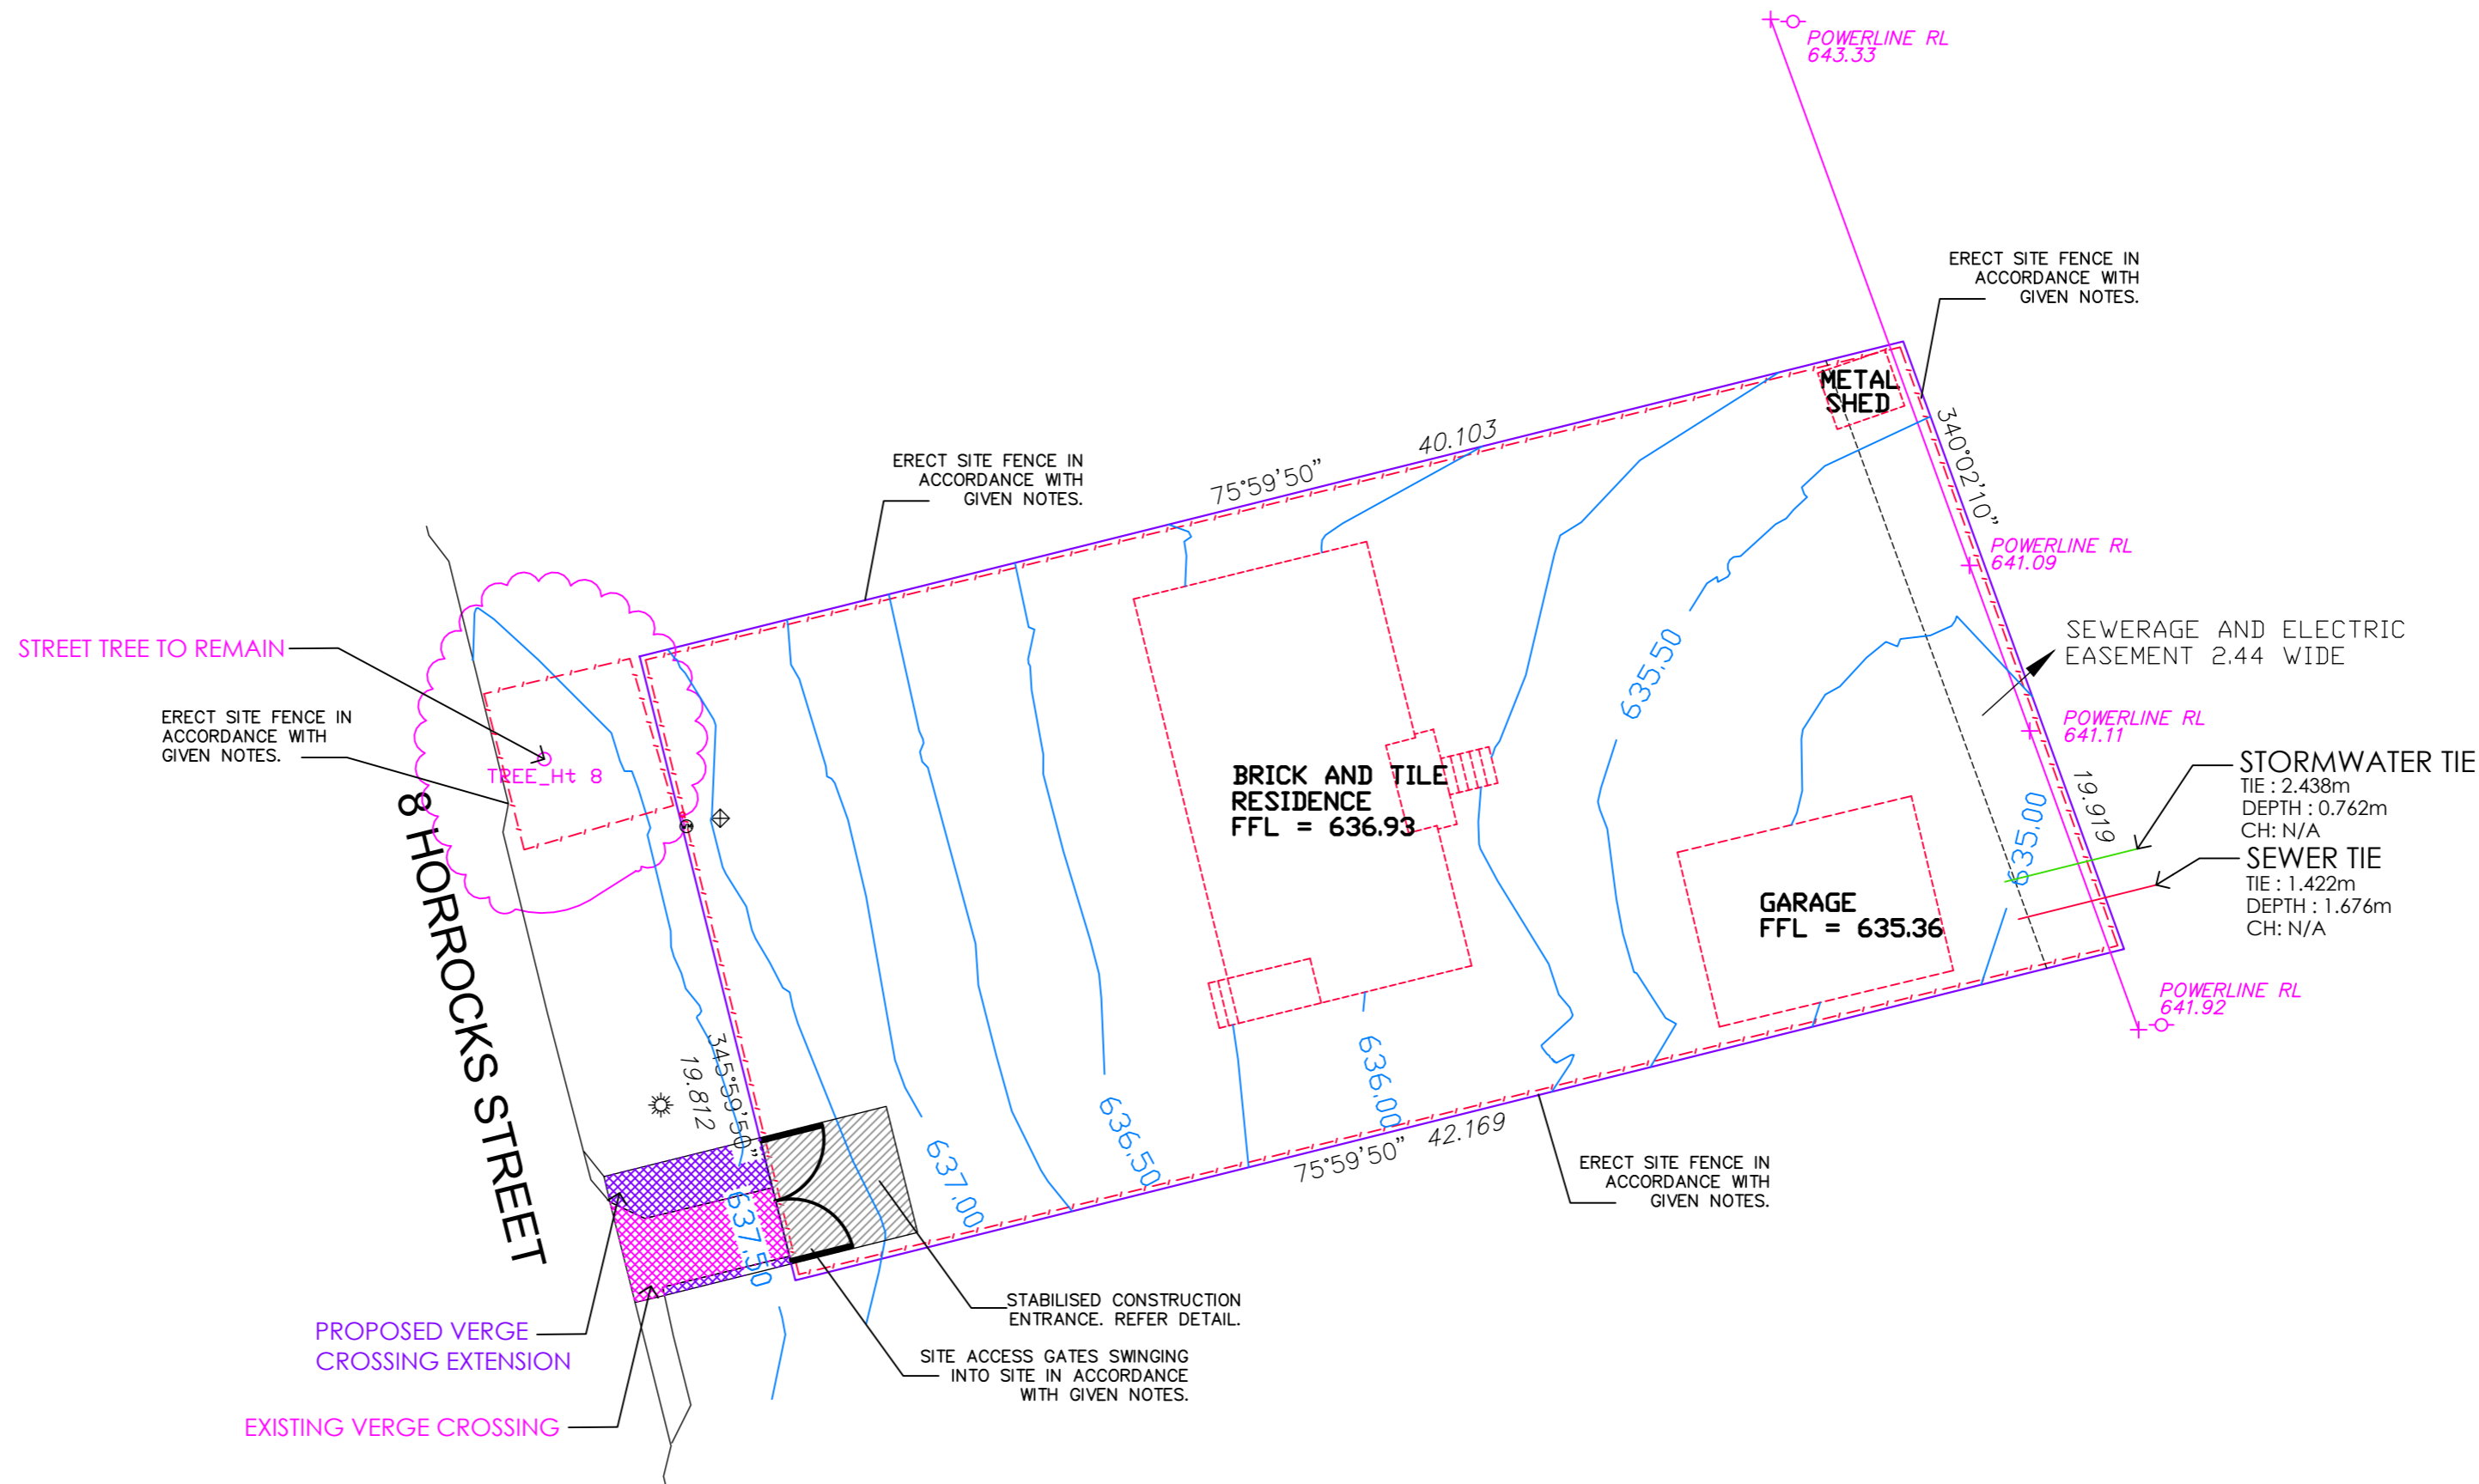 POWERLINE RL
643.33
ERECT SITE FENCE IN
ACCORDANCE WITH
GIVEN NOTES.
METAL
SHED
340°02'10"
40.103
75°59'50"
ERECT SITE FENCE IN
ACCORDANCE WITH
GIVEN NOTES.
POWERLINE RL
641.09
SEWERAGE AND ELECTRIC
EASEMENT 2.44 WIDE
STREET TREE TO REMAIN
635.50
ERECT SITE FENCE IN
ACCORDANCE WITH
GIVEN NOTES.
POWERLINE RL
641.11
TREE_Ht 8
BRICK AND TILE
RESIDENCE
FFL = 636.93
STORMWATER TIE
TIE : 2.438m
DEPTH : 0.762m
CH: N/A
19.919
635.00
SEWER TIE
TIE : 1.422m
DEPTH : 1.676m
CH: N/A
GARAGE
FFL = 635.36
8 HORROCKS STREET
POWERLINE RL
641.92
345°59'50"
19.812
636.00
636.50
637.00
42.169
75°59'50"
637.50
ERECT SITE FENCE IN
ACCORDANCE WITH
GIVEN NOTES.
STABILISED CONSTRUCTION
ENTRANCE. REFER DETAIL.
PROPOSED VERGE
CROSSING EXTENSION
SITE ACCESS GATES SWINGING
INTO SITE IN ACCORDANCE
WITH GIVEN NOTES.
EXISTING VERGE CROSSING